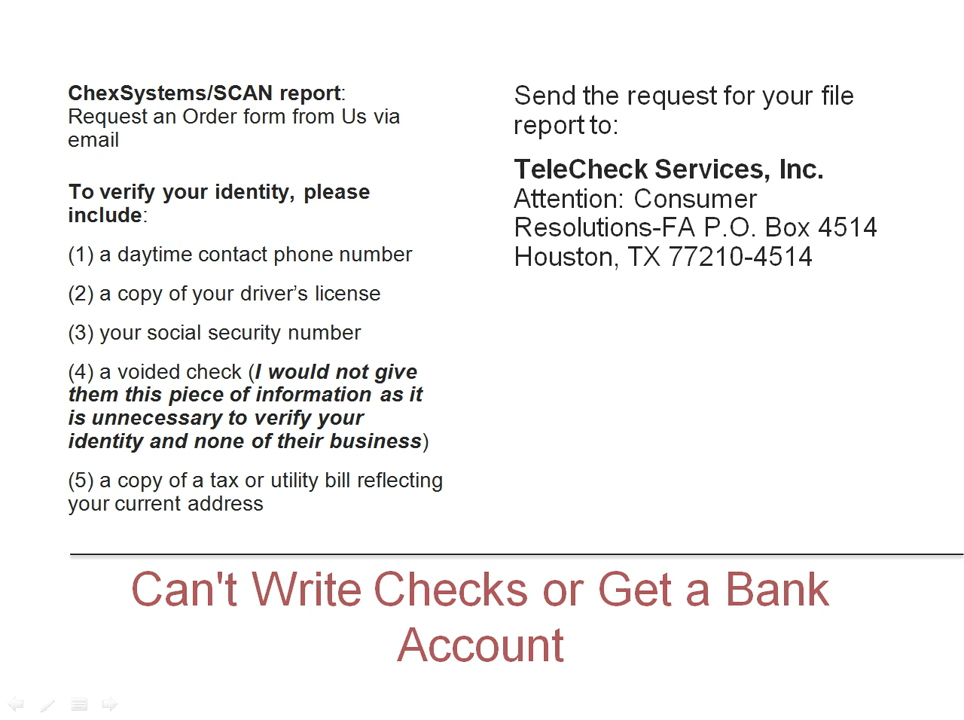 ChexSystems/SCAN report:
Request an Order form from Us via
email
To verify your identity, please
include:
(1) a daytime contact phone number
(2) a copy of your driver’s license
(3) your social security number
(4) a voided check (I would not give
them this piece of information as it
is unnecessary to verify your
identity and none of their business)
(5) a copy of a tax or utility bill reflecting
your current address
Send the request for your file
report to:
TeleCheck Services, Inc.
Attention: Consumer
Resolutions-FA P.O. Box 4514
Houston, TX 77210-4514
Can't Write Checks or Get a Bank
Account